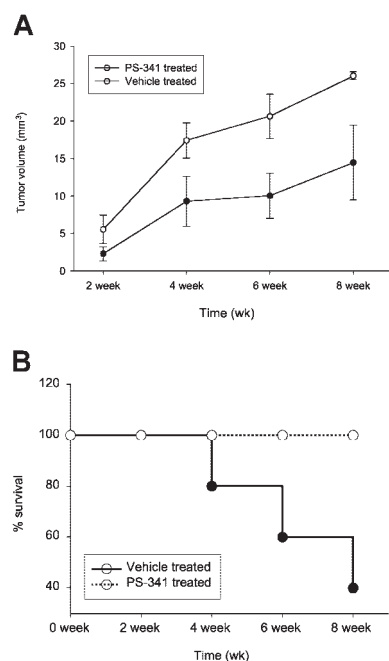 A
PS-341 treated
Vehicle treated
Tumor volume (mm³)
30
25
20
15
10
5
0
2 week 4 week 6 week 8 week
Time (wk)
B
% survival
120
100
80
60
40
Vehicle treated
PS-341 treated
0 week 2 week 4 week 6 week 8 week
Time (wk)